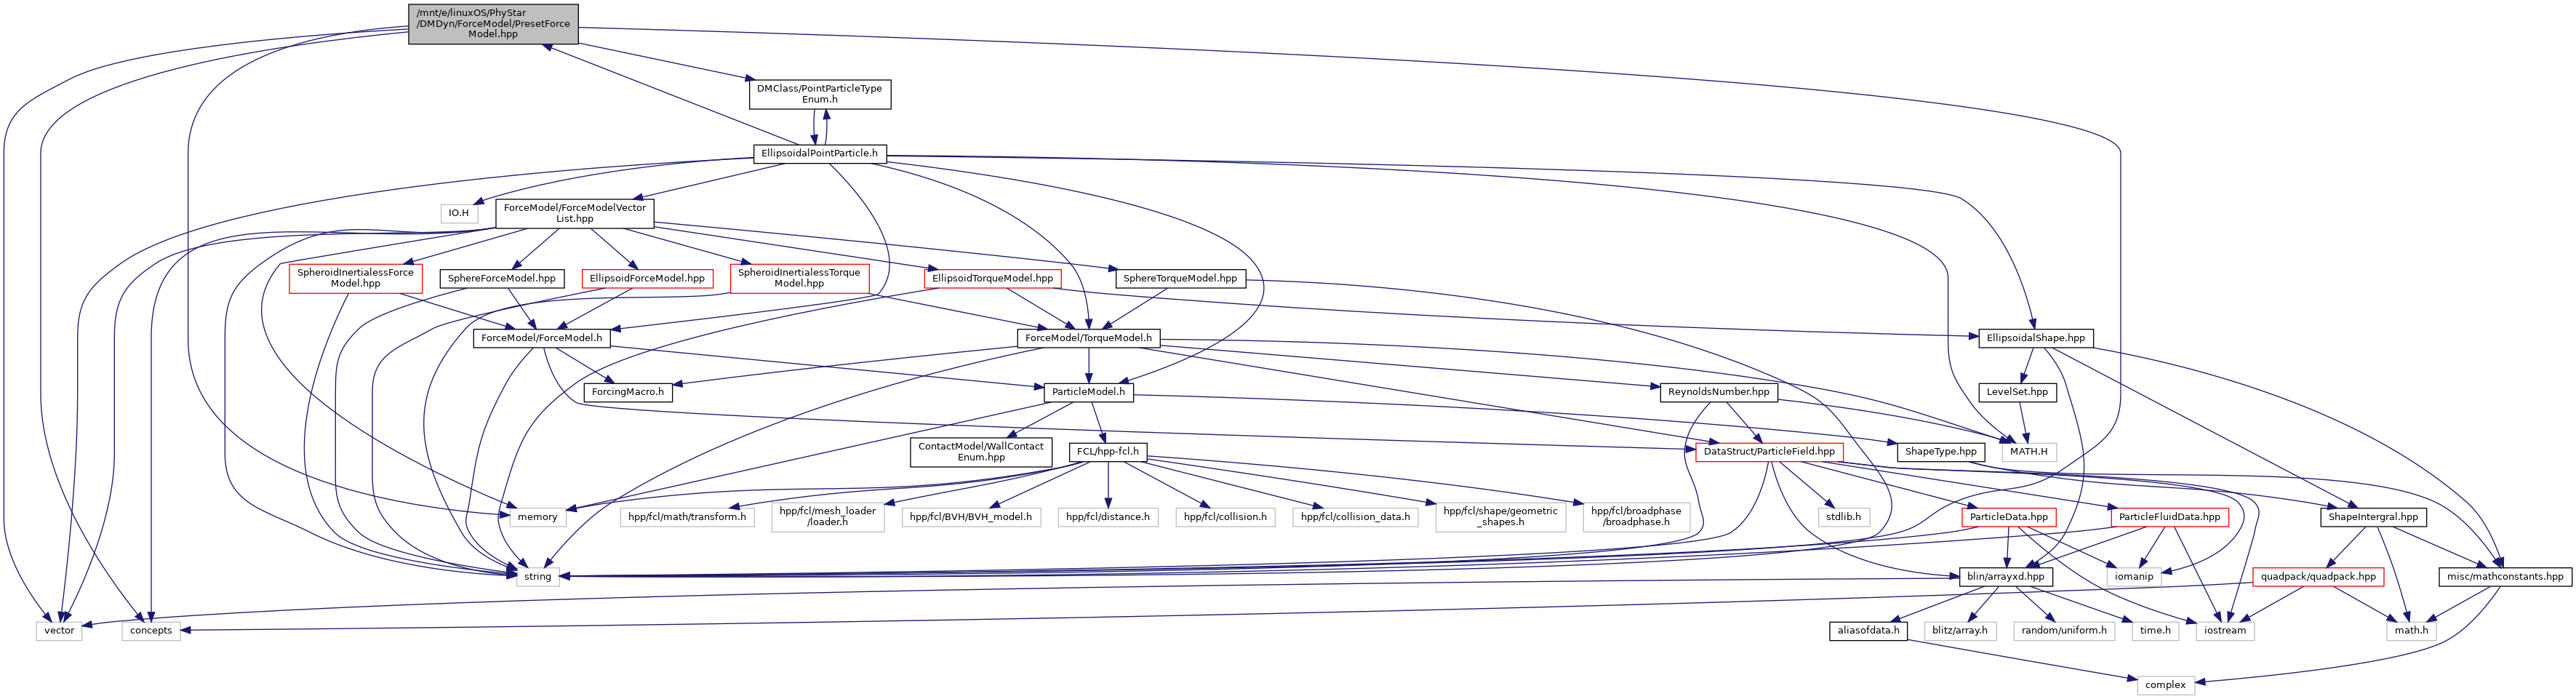 /mnt/e/linuxOS/PhyStar
/DMDyn/ForceModel/PresetForce
Model.hpp
DMClass/PointParticleType
Enum.h
EllipsoidalPointParticle.h
IO.H
ForceModel/ForceModelVector
List.hpp
SpheroidInertialessForce
Model.hpp
SphereForceModel.hpp
EllipsoidForceModel.hpp
SpheroidInertialessTorque
Model.hpp
EllipsoidTorqueModel.hpp
SphereTorqueModel.hpp
ForceModel/ForceModel.h
ForceModel/TorqueModel.h
EllipsoidalShape.hpp
ForcingMacro.h
ParticleModel.h
ReynoldsNumber.hpp
LevelSet.hpp
ContactModel/WallContact
Enum.hpp
FCL/hpp-fcl.h
DataStruct/ParticleField.hpp
ShapeType.hpp
MATH.H
memory
hpp/fcl/math/transform.h
hpp/fcl/mesh_loader
/loader.h
hpp/fcl/BVH/BVH_model.h
hpp/fcl/distance.h
hpp/fcl/collision.h
hpp/fcl/collision_data.h
hpp/fcl/shape/geometric
_shapes.h
hpp/fcl/broadphase
/broadphase.h
stdlib.h
ParticleData.hpp
ParticleFluidData.hpp
ShapeIntergral.hpp
string
blin/arrayxd.hpp
iomanip
quadpack/quadpack.hpp
misc/mathconstants.hpp
vector
concepts
aliasofdata.h
blitz/array.h
random/uniform.h
time.h
iostream
math.h
complex